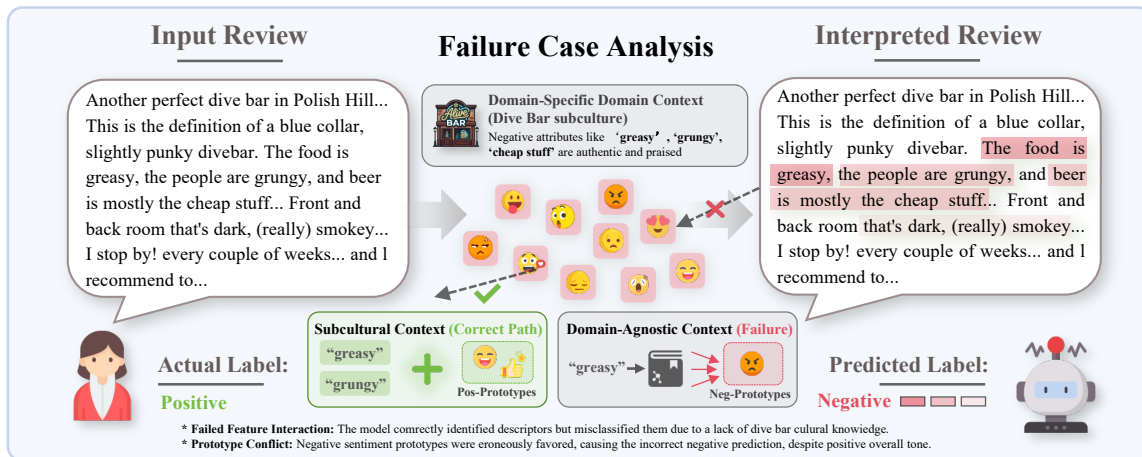 Input Review
Failure Case Analysis
Interpreted Review
Another perfect dive bar in Polish Hill...
This is the definition of a blue collar,
slightly punky divebar. The food is
greasy, the people are grungy, and beer
is mostly the cheap stuff... Front and
back room that's dark, (really) smokey...
I stop by! every couple of weeks... and l
recommend to...
Alive
BAR
Domain-Specific Domain Context
(Dive Bar subculture)
Negative attributes like ‘greasy’, ‘grungy’,
‘cheap stuff’ are authentic and praised
Another perfect dive bar in Polish Hill...
This is the definition of a blue collar,
slightly punky divebar. The food is
greasy, the people are grungy, and beer
is mostly the cheap stuff... Front and
back room that's dark, (really) smokey...
I stop by! every couple of weeks... and l
recommend to...
Actual Label:
Positive
Subcultural Context (Correct Path)
“greasy”
“grungy”
Pos-Prototypes
Domain-Agnostic Context (Failure)
“greasy”
Neg-Prototypes
Predicted Label:
Negative
* Failed Feature Interaction: The model comrectly identified descriptors but misclassified them due to a lack of dive bar cultural knowledge.
* Prototype Conflict: Negative sentiment prototypes were eroneously favored, causing the incorrect negative prediction, despite positive overall tone.